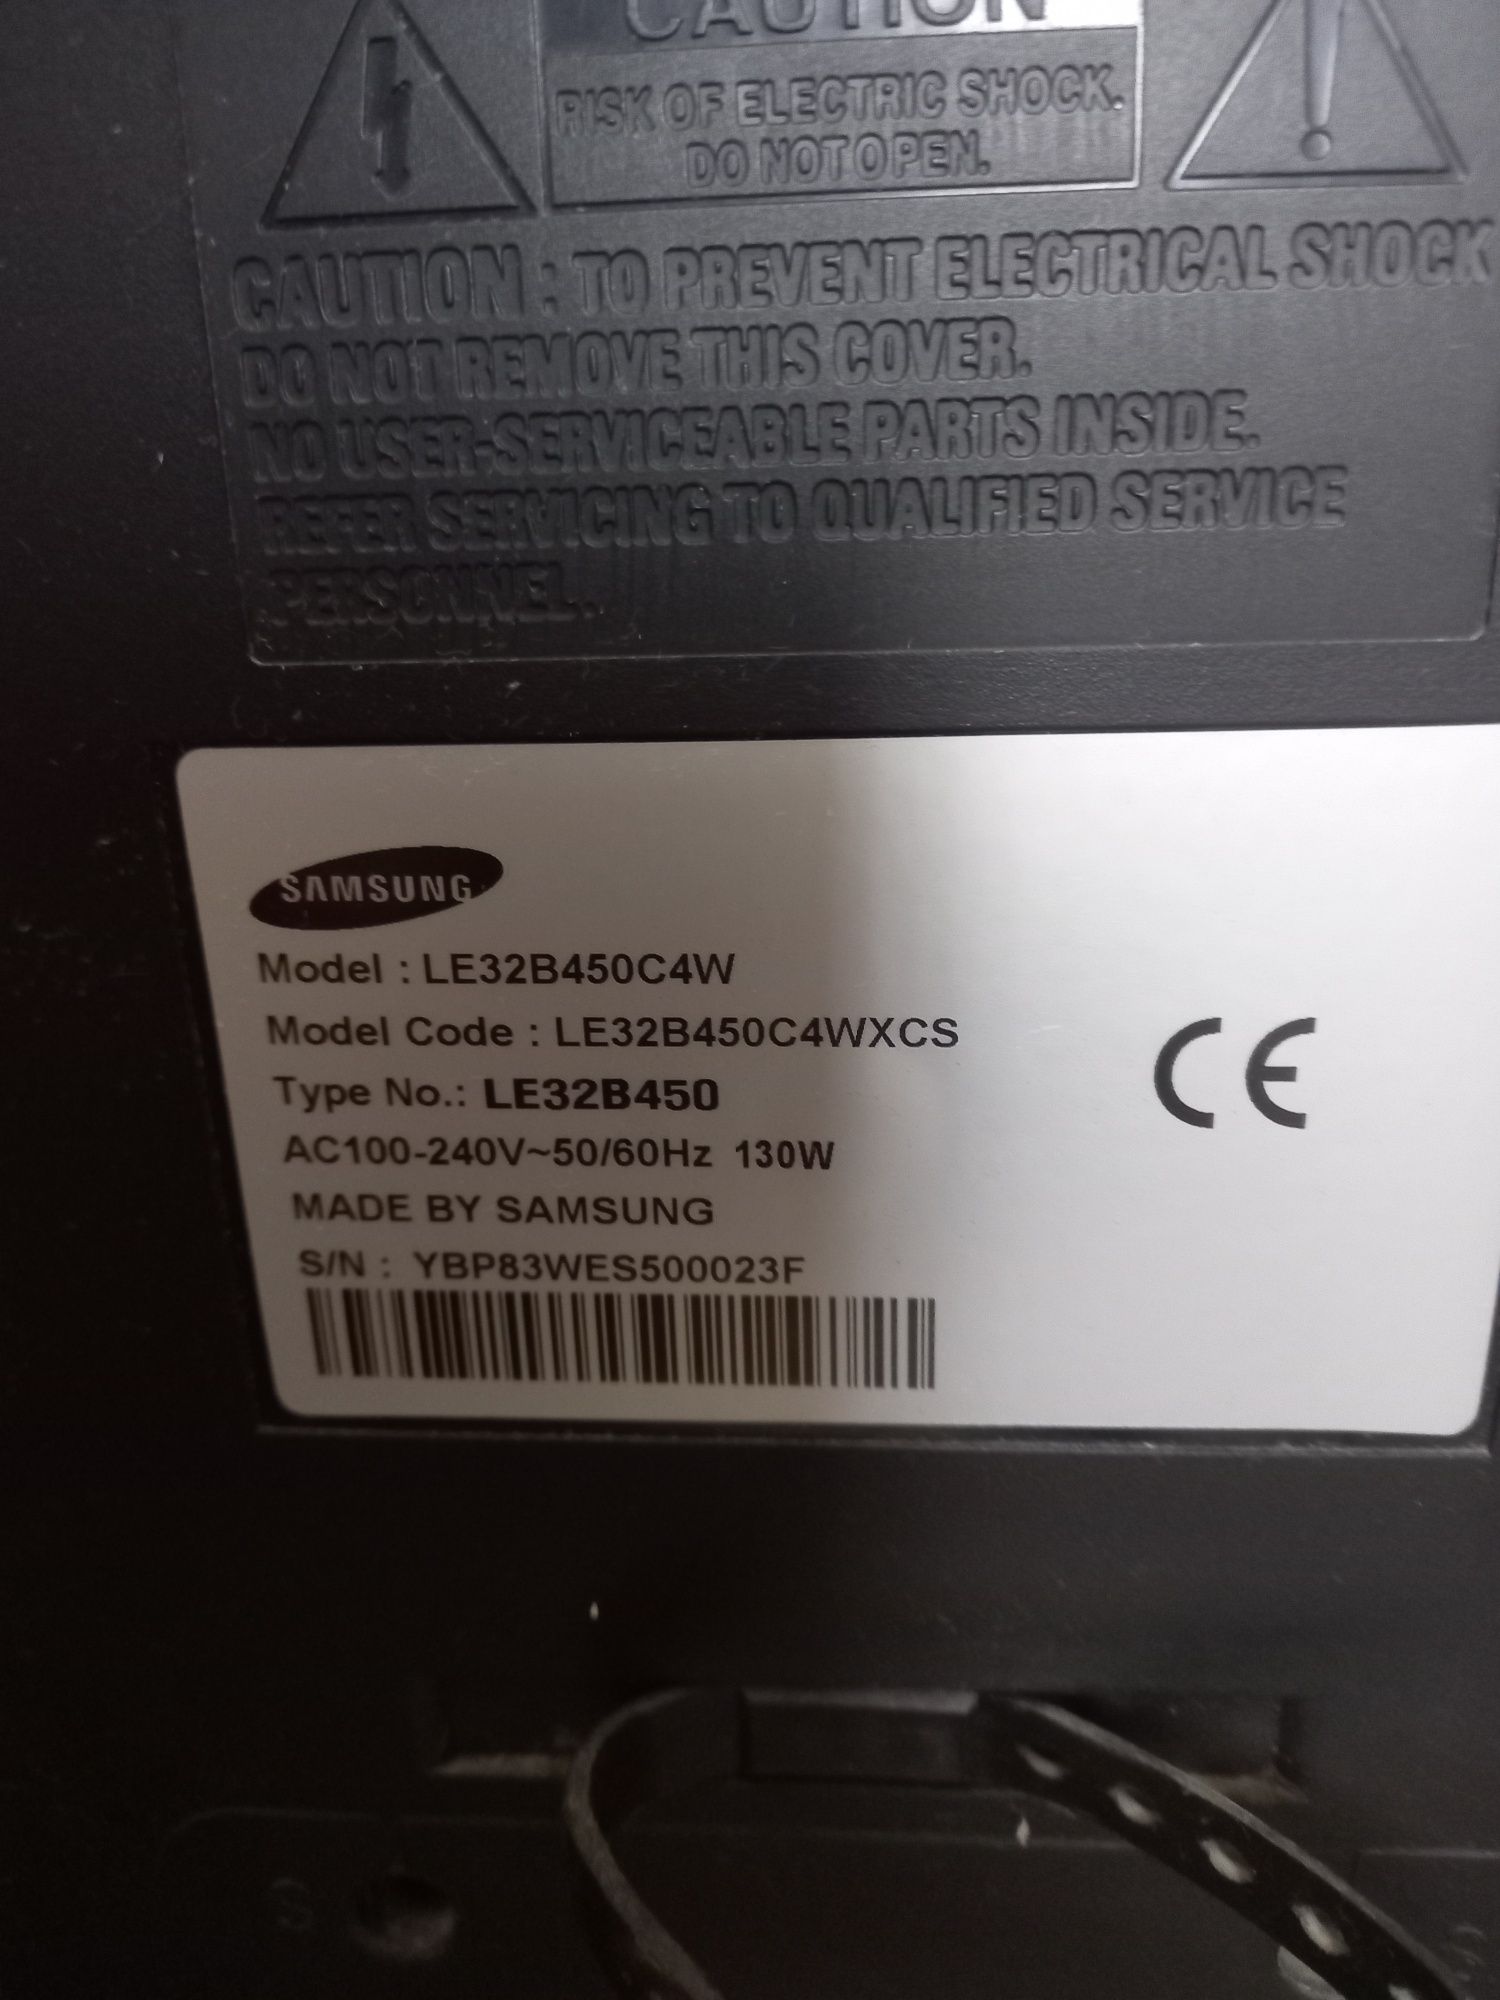 CAUTION
RISK OF ELECTRIC SHOCK.
DO NOT OPEN.
CAUTION : TO PREVENT ELECTRICAL SHOCK
DO NOT REMOVE THIS COVER.
NO USER-SERVICEABLE PARTS INSIDE.
REFER SERVICING TO QUALIFIED SERVICE
PERSONNEL.
SAMSUNG
Model : LE32B450C4W
Model Code : LE32B450C4WXCS
Type No.: LE32B450
AC100-240V~50/60Hz 130W
MADE BY SAMSUNG
S/N : YBP83WES500023F
CE
S